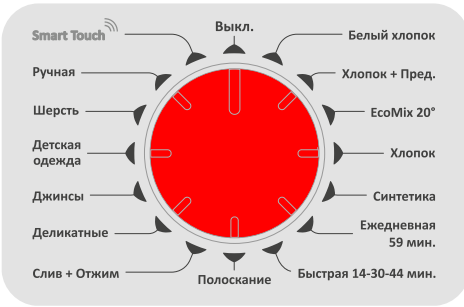 Smart Touch
Выкл.
Белый хлопок
Ручная
Хлопок + Пред.
Шерсть
EcoMix 20°
Детская
одежда
Хлопок
Джинсы
Синтетика
Деликатные
Ежедневная
59 мин.
Слив + Отжим
Полоскание
Быстрая 14-30-44 мин.